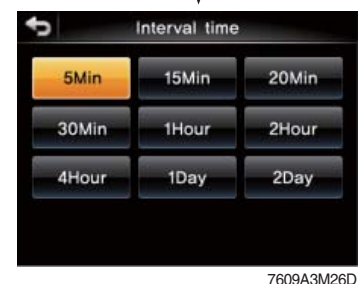 Interval time
5Min 15Min 20Min
30Min 1Hour 2Hour
4Hour 1Day 2Day
7609A3M26D